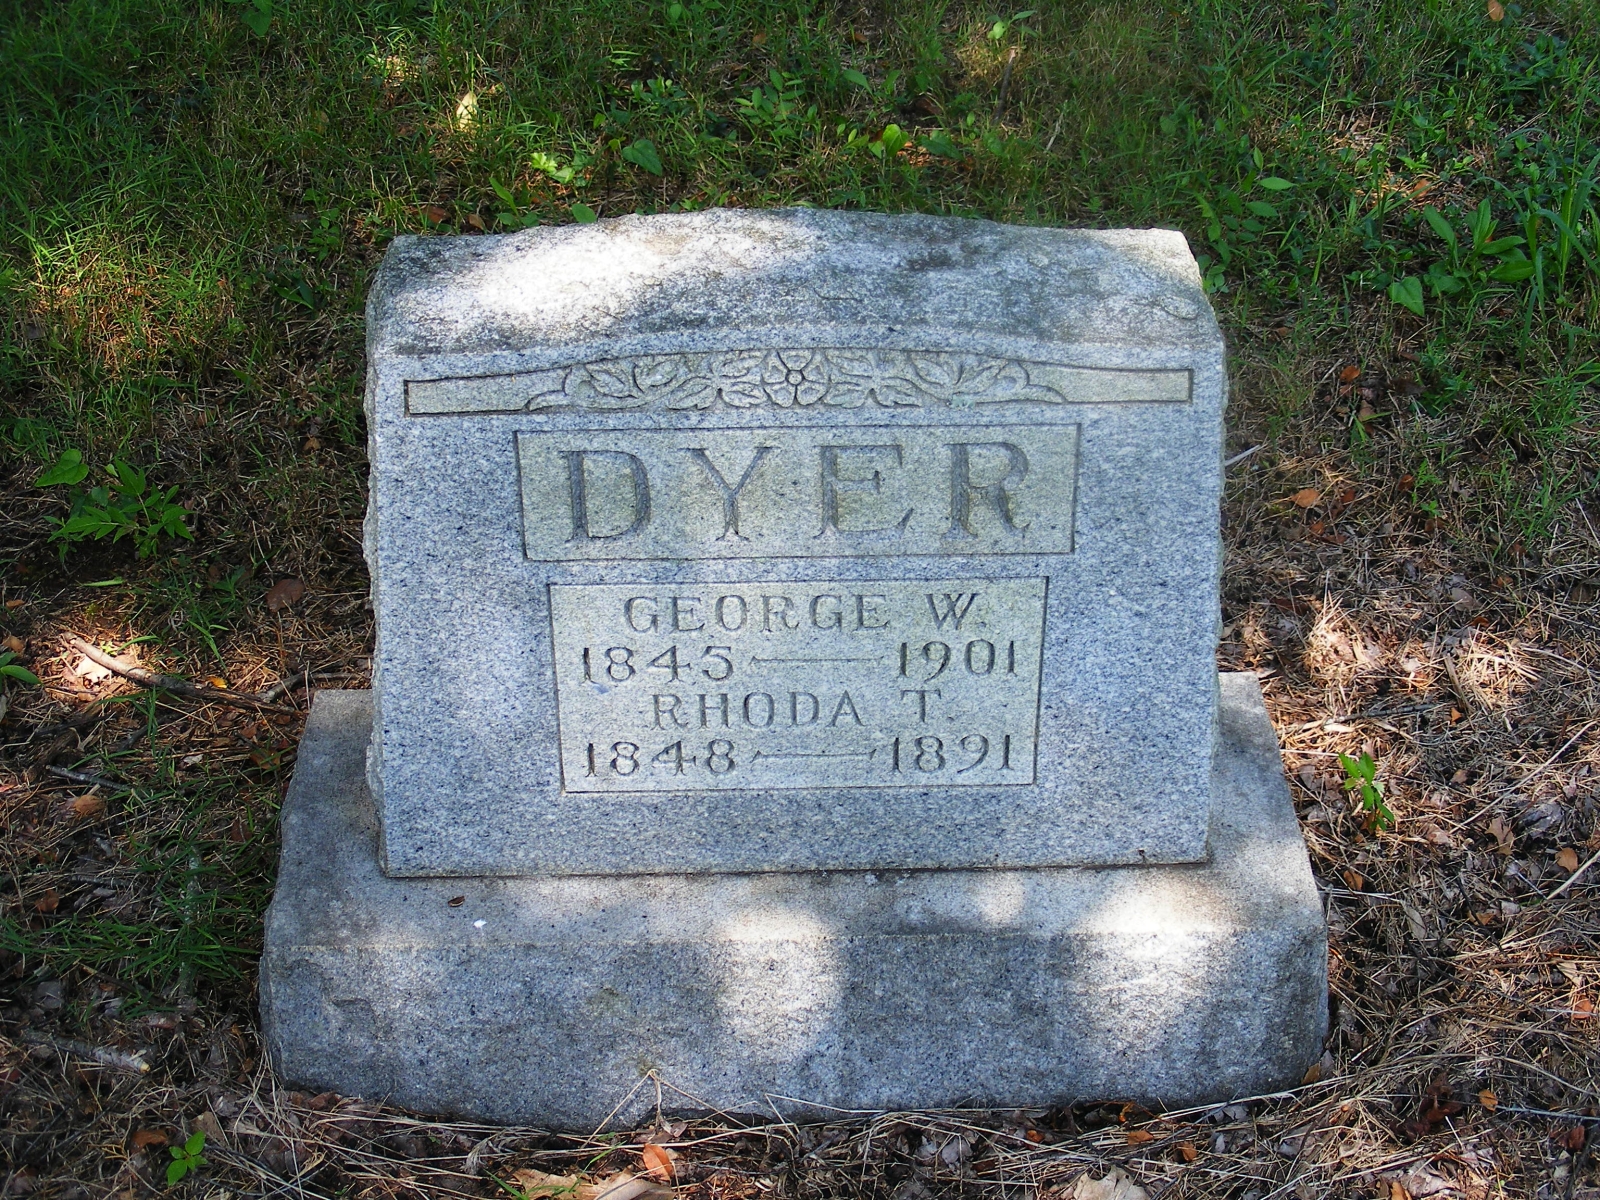 DYER
GEORGE W.
1845 — 1901
RHODA T.
1848 — 1891